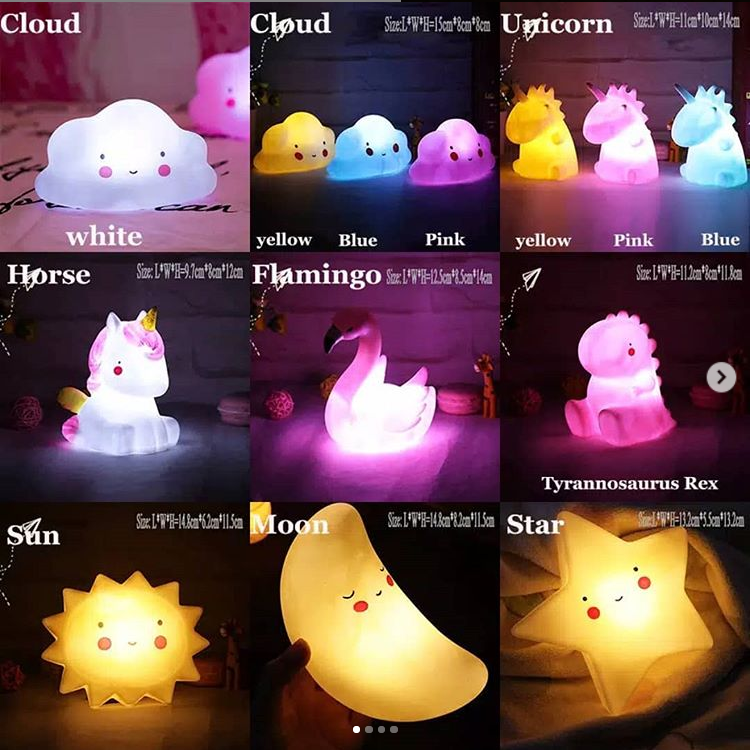 Cloud
white
Cloud
Size:L*W*H=15cm*8cm*8cm
yellow
Blue
Pink
Unicorn
Size:L*W*H=11cm*10cm*14cm
yellow
Pink
Blue
Horse
Size: L*W*H=9.7cm*8cm*12cm
Flamingo
Size: L*W*H=12.5cm*8.5cm*14cm
Size: L*W*H=11.2cm*8cm*11.8cm
Tyrannosaurus Rex
Sun
Size: L*W*H=14.8cm*6.2cm*11.5cm
Moon
Size: L*W*H=14.8cm*8.2cm*11.5cm
Star
Size:L*W*H=13.2cm*5.5cm*13.2cm
can